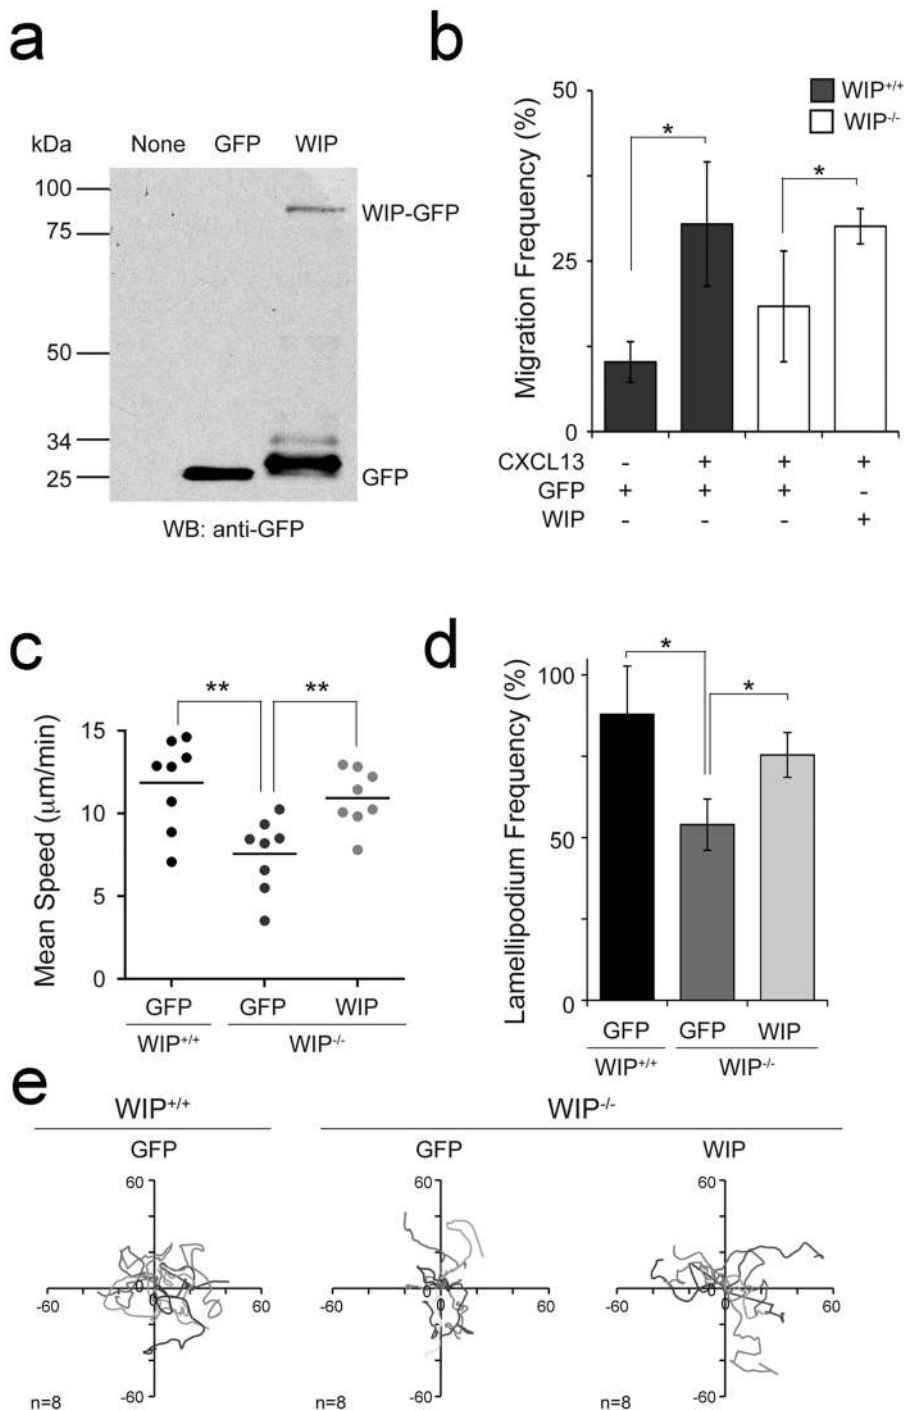 a
kDa None GFP WIP
100
WIP-GFP
75
50
34
25 GFP
WB: anti-GFP
b
WIP+/+
WIP-/-
Migration Frequency (%)
50
25
0
* *
CXCL13 - + + +
GFP + + + -
WIP - - - +
c
Mean Speed (μm/min)
** **
15
10
5
0
GFP GFP WIP
WIP+/+ WIP-/-
d
Lamellipodium Frequency (%)
* *
100
50
0
GFP GFP WIP
WIP+/+ WIP-/-
e
WIP+/+ WIP-/-
GFP GFP WIP
60 60 60
-60 0 60 -60 0 60 -60 0 60
0 0 0
-60 -60 -60
n=8 n=8 n=8